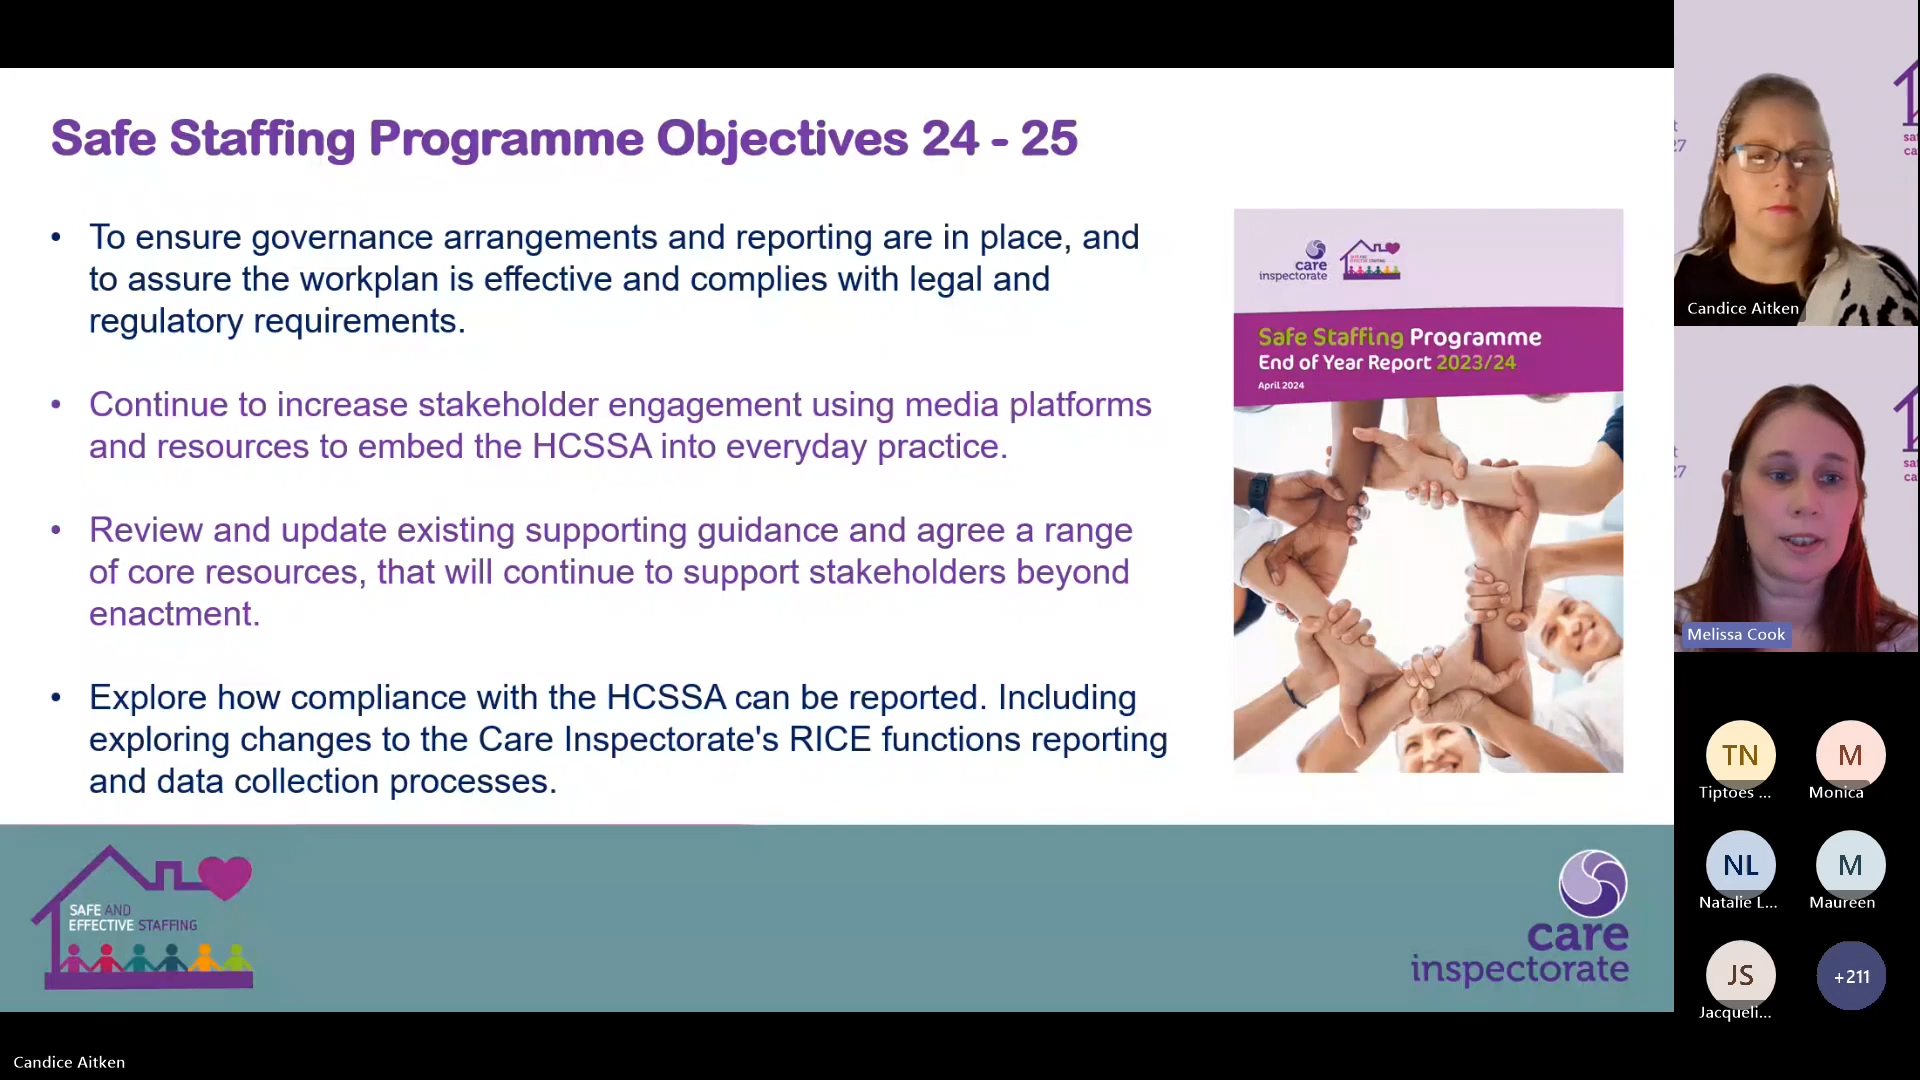 Safe Staffing Programme Objectives 24 - 25
• To ensure governance arrangements and reporting are in place, and
to assure the workplan is effective and complies with legal and
regulatory requirements.
• Continue to increase stakeholder engagement using media platforms
and resources to embed the HCSSA into everyday practice.
• Review and update existing supporting guidance and agree a range
of core resources, that will continue to support stakeholders beyond
enactment.
• Explore how compliance with the HCSSA can be reported. Including
exploring changes to the Care Inspectorate's RICE functions reporting
and data collection processes.
care
inspectorate
Safe Staffing Programme
End of Year Report 2023/24
April 2024
SAFE AND
EFFECTIVE STAFFING
care
inspectorate
Candice Aitken
Candice Aitken
Melissa Cook
TN
Tiptoes ...
M
Monica
NL
Natalie L...
M
Maureen
JS
Jacqueli...
+211